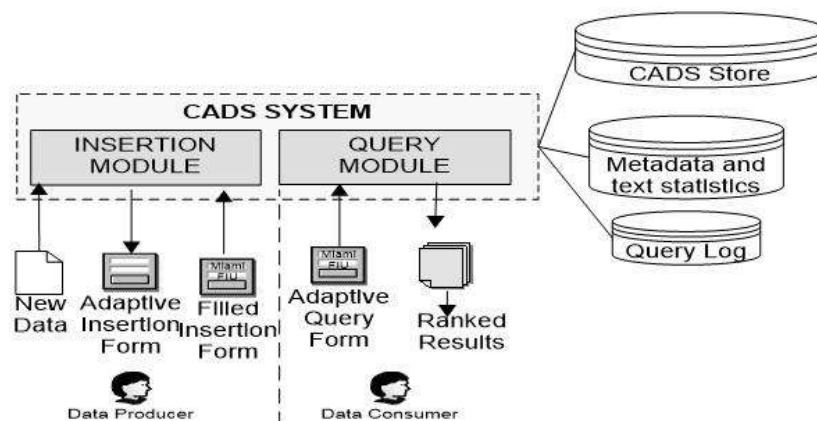 CADS SYSTEM
INSERTION
MODULE
QUERY
MODULE
CADS Store
Metadata and
text statistics
Query Log
New
Data
Adaptive
Insertion
Form
Miami
FIU
Filled
Insertion
Form
Miami
FIU
Adaptive
Query
Form
Ranked
Results
Data Producer
Data Consumer